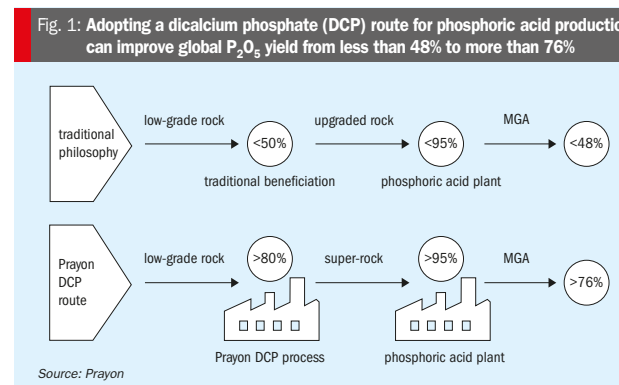 Fig. 1: Adopting a dicalcium phosphate (DCP) route for phosphoric acid
can improve global P₂O₅ yield from less than 48% to more than 76%
traditional
philosophy
low-grade rock
<50%
traditional beneficiation
upgraded rock
<95%
phosphoric acid plant
MGA
<48%
Prayon
DCP
route
low-grade rock
>80%
Prayon DCP process
super-rock
>95%
phosphoric acid plant
MGA
>76%
Source: Prayon